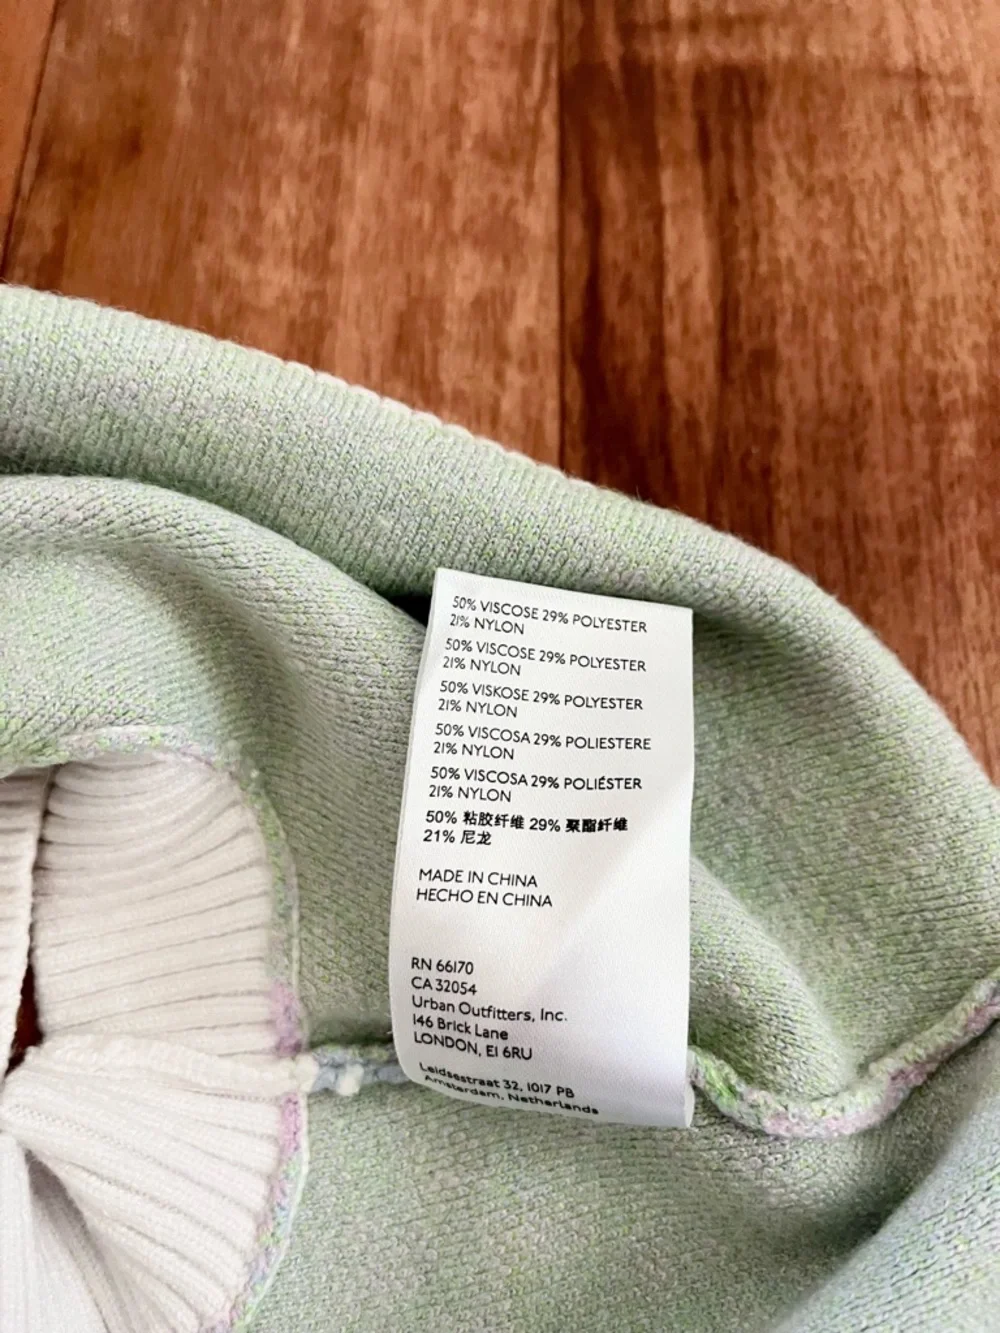 50% VISCOSE 29% POLYESTER
21% NYLON
50% VISCOSE 29% POLYESTER
21% NYLON
50% VISKOSE 29% POLYESTER
21% NYLON
50% VISCOSA 29% POLIESTERE
21% NYLON
50% VISCOSA 29% POLIÉSTER
21% NYLON
50% 粘胶纤维 29% 聚酯纤维
21% 尼龙
MADE IN CHINA
HECHO EN CHINA
RN 66170
CA 32054
Urban Outfitters, Inc.
146 Brick Lane
LONDON, E1 6RU
Leidsestraat 32, 1017 PB
Amsterdam, Netherlands